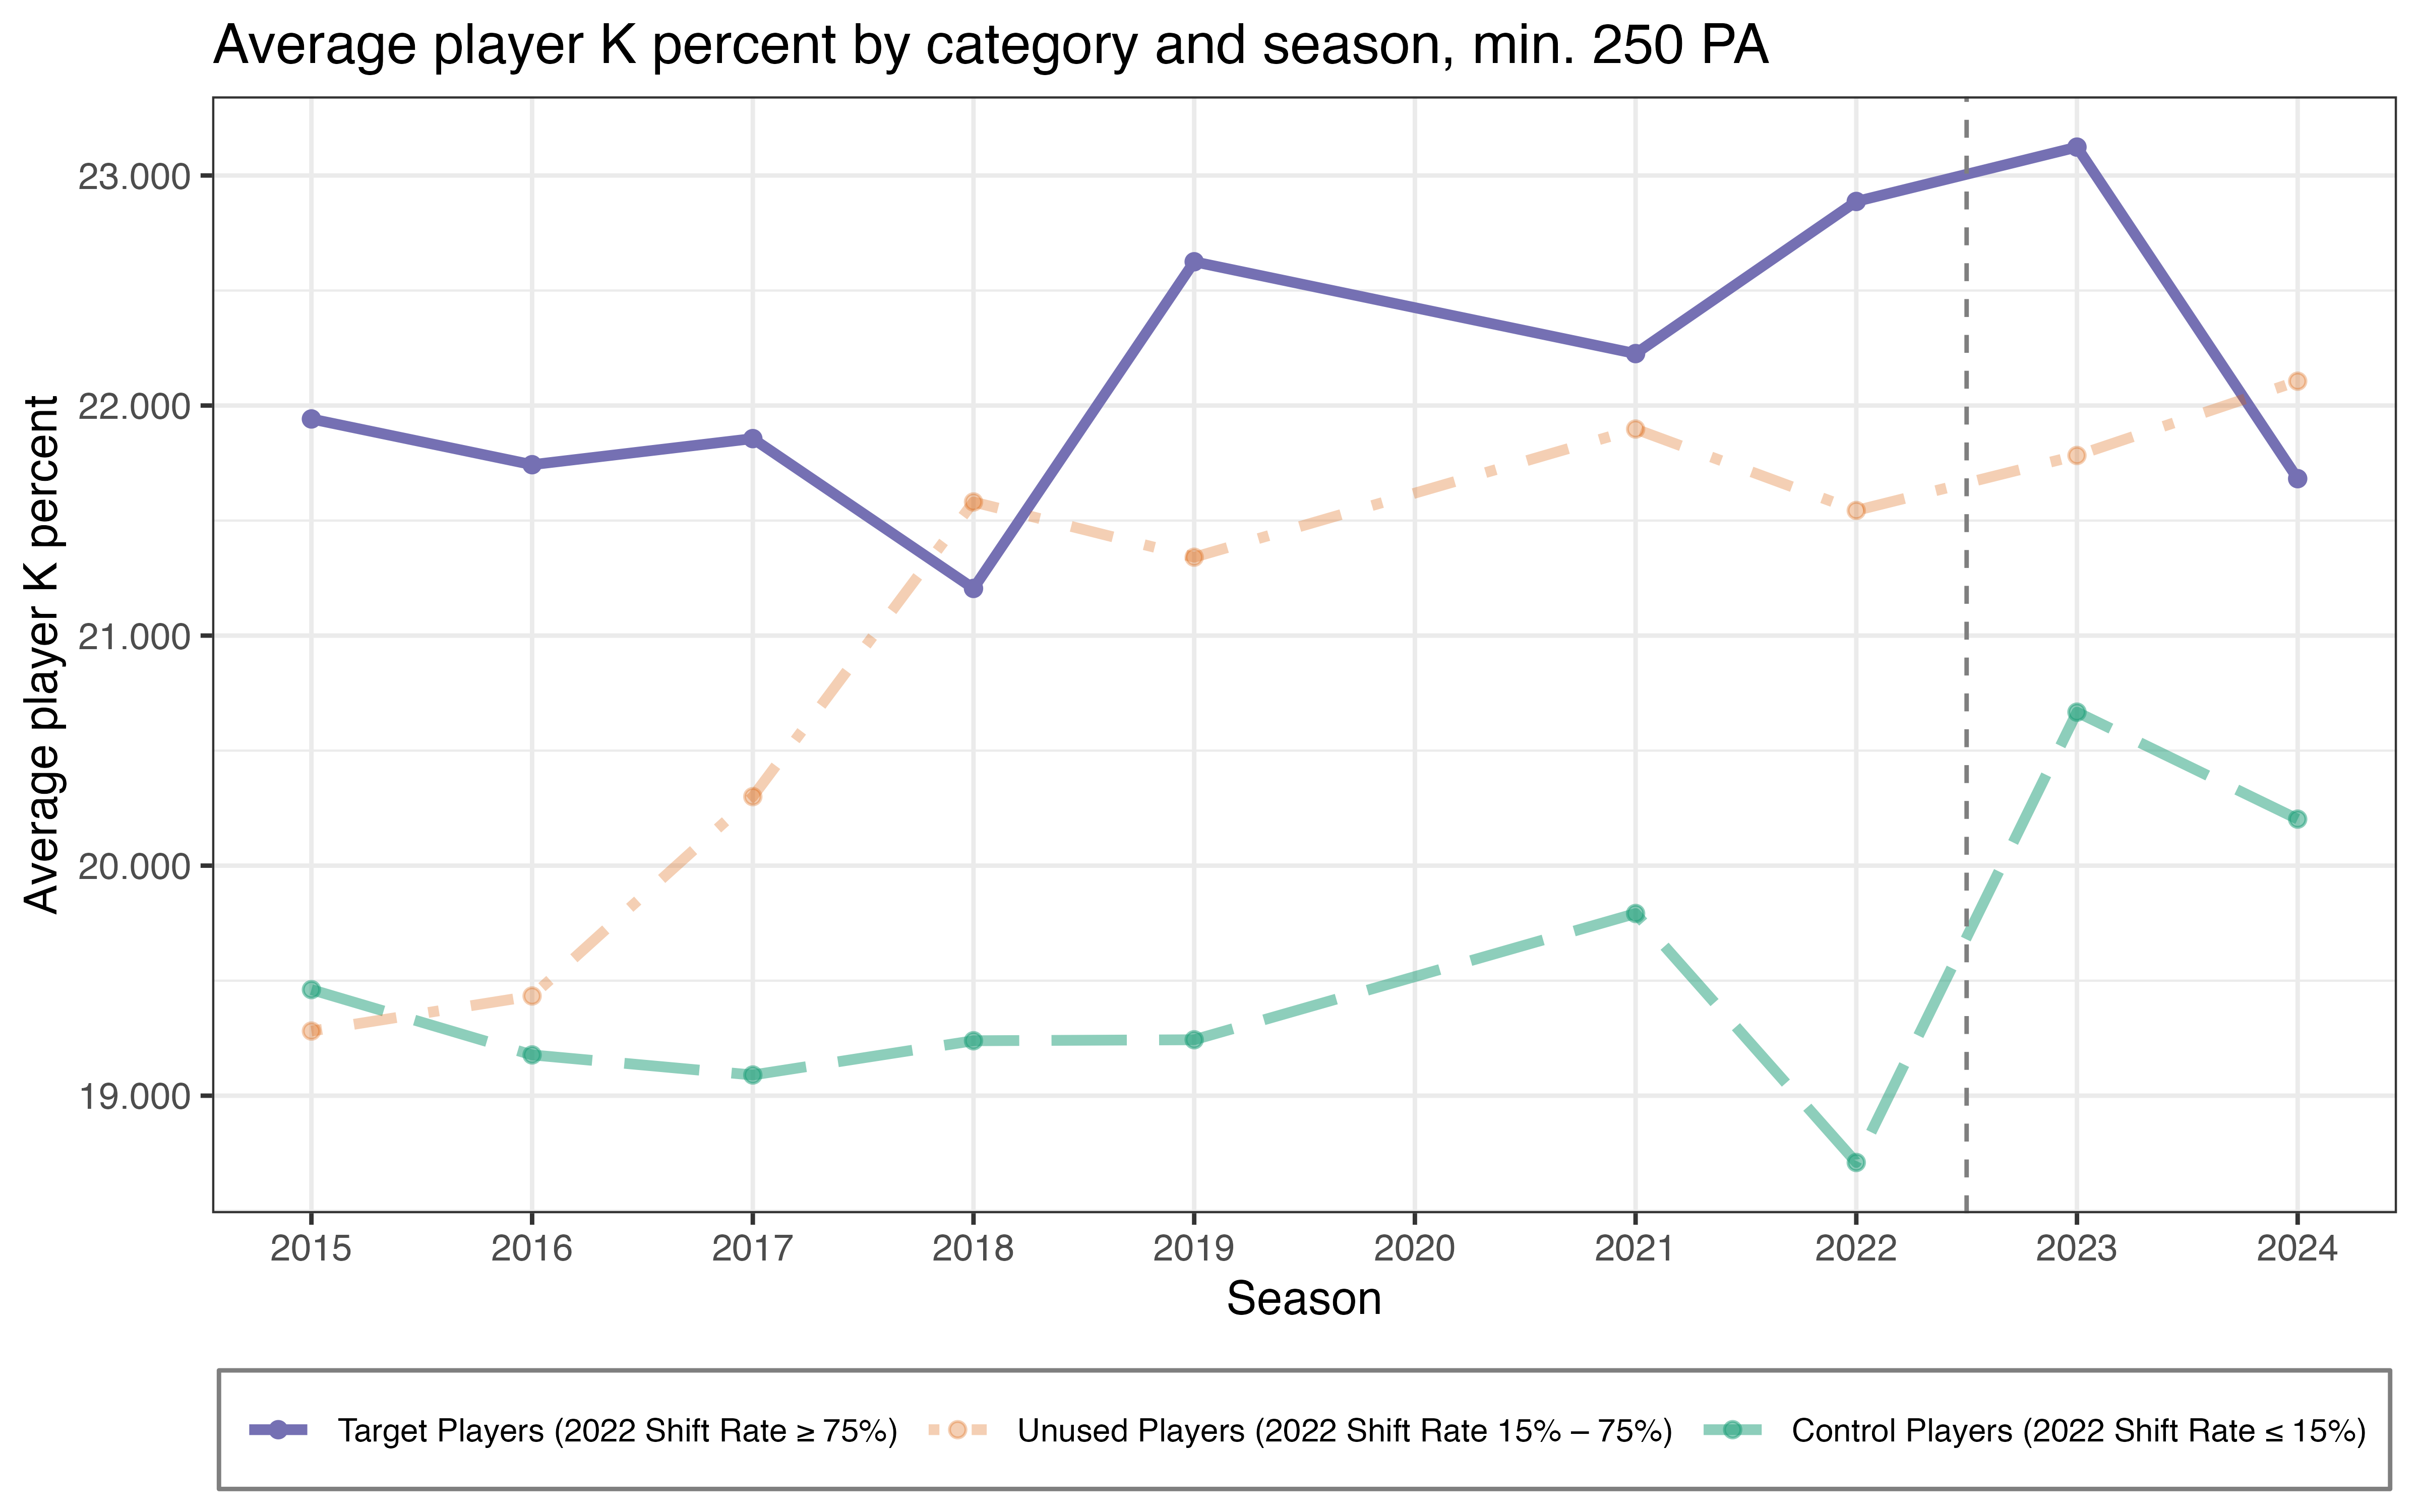 Average player K percent by category and season, min. 250 PA
Average player K percent
23.000
22.000
21.000
20.000
19.000
2015 2016 2017 2018 2019 2020 2021 2022 2023 2024
Season
Target Players (2022 Shift Rate ≥ 75%) Unused Players (2022 Shift Rate 15% – 75%) Control Players (2022 Shift Rate ≤ 15%)